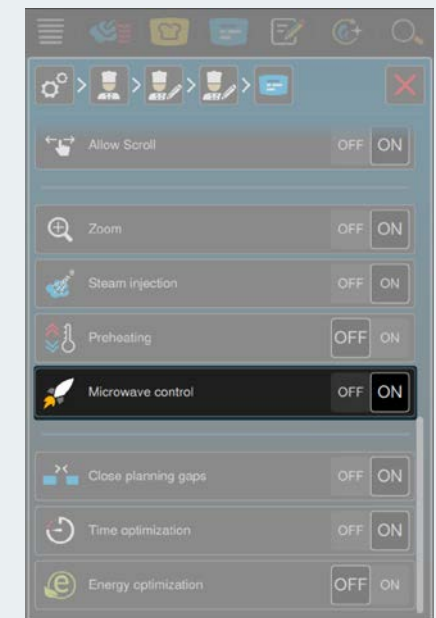 Allow Scroll OFF ON
Zoom OFF ON
Steam injection OFF ON
Preheating OFF ON
Microwave control OFF ON
Close planning gaps OFF ON
Time optimization OFF ON
Energy optimization OFF ON